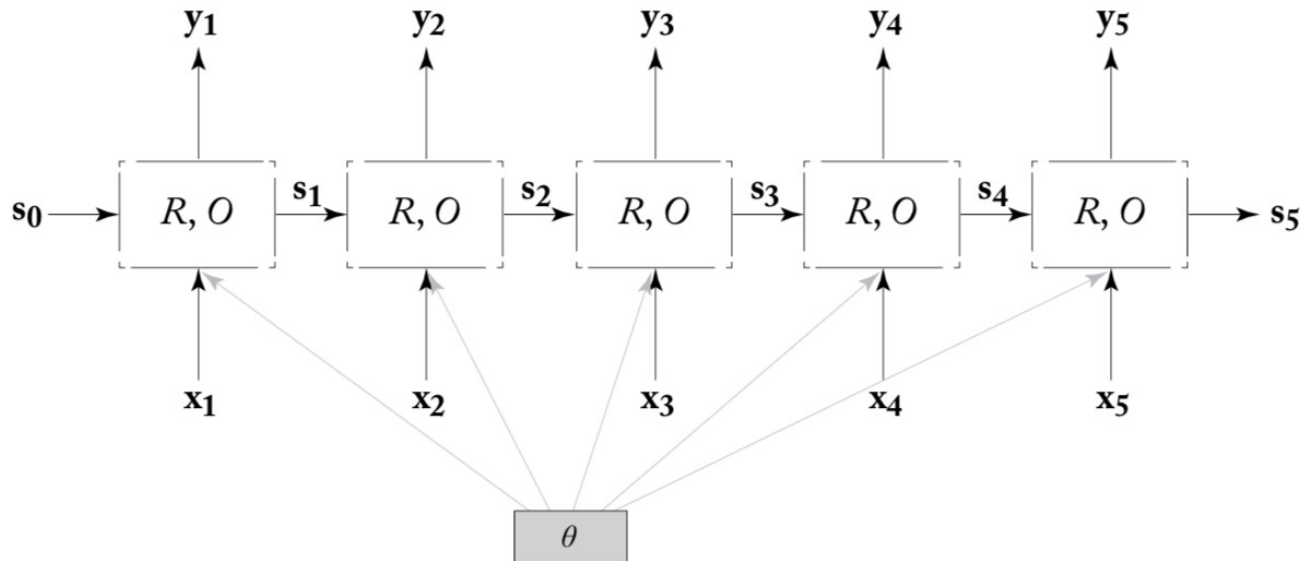 y1 y2 y3 y4 y5
s0 R, O s1 R, O s2 R, O s3 R, O s4 R, O s5
x1 x2 x3 x4 x5
θ